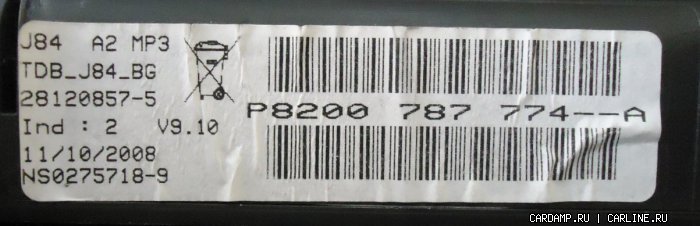 J84 A2 MP3
TDB_J84_BG
28120857-5
Ind : 2 V9.10
11/10/2008
NS0275718-9
P8200 787 774--A
CARDAMP.RU | CARLINE.RU